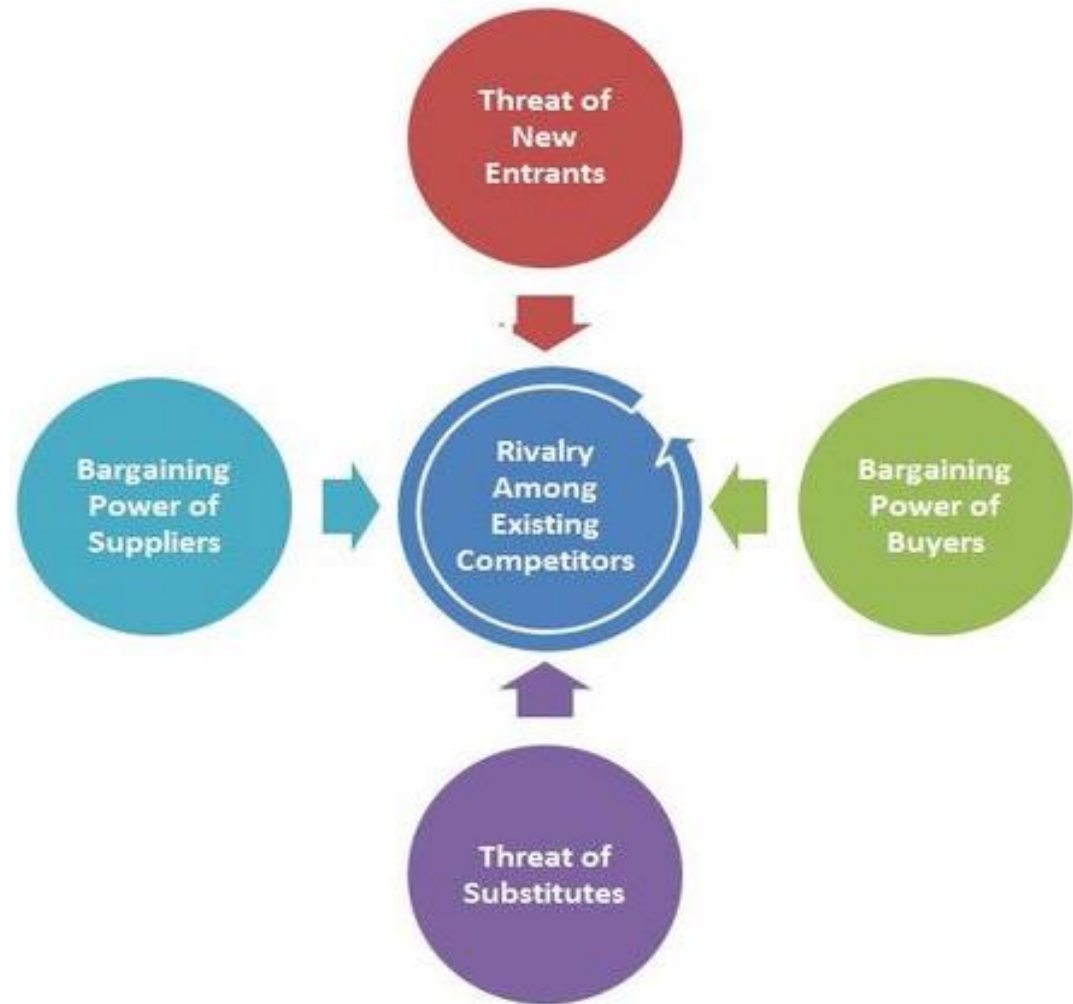 Threat of
New
Entrants
Bargaining
Power of
Suppliers
Rivalry
Among
Existing
Competitors
Bargaining
Power of
Buyers
Threat of
Substitutes